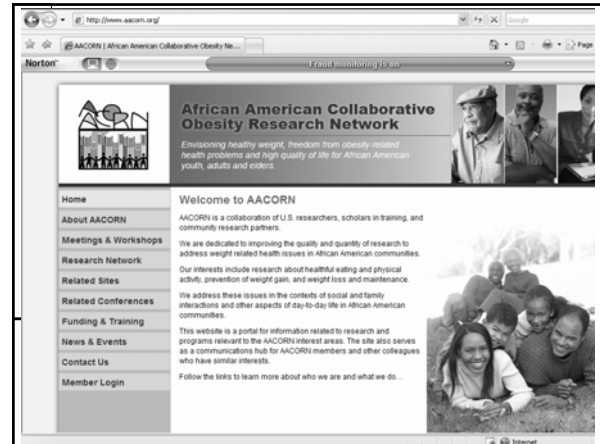 http://www.aacorn.org/
Google
AACORN | African American Collaborative Obesity Ne...
Page
Norton
Fraud monitoring is on
AACORN
African American Collaborative
Obesity Research Network
Envisioning healthy weight, freedom from obesity-related
health problems and high quality of life for African American
youth, adults and elders.
Home
About AACORN
Meetings & Workshops
Research Network
Related Sites
Related Conferences
Funding & Training
News & Events
Contact Us
Member Login
Welcome to AACORN
AACORN is a collaboration of U.S. researchers, scholars in training, and
community research partners.
We are dedicated to improving the quality and quantity of research to
address weight related health issues in African American communities.
Our interests include research about healthful eating and physical
activity, prevention of weight gain, and weight loss and maintenance.
We address these issues in the contexts of social and family
interactions and other aspects of day-to-day life in African American
communities.
This website is a portal for information related to research and
programs relevant to the AACORN interest areas. The site also serves
as a communications hub for AACORN members and other colleagues
who have similar interests.
Follow the links to learn more about who we are and what we do...
Internet